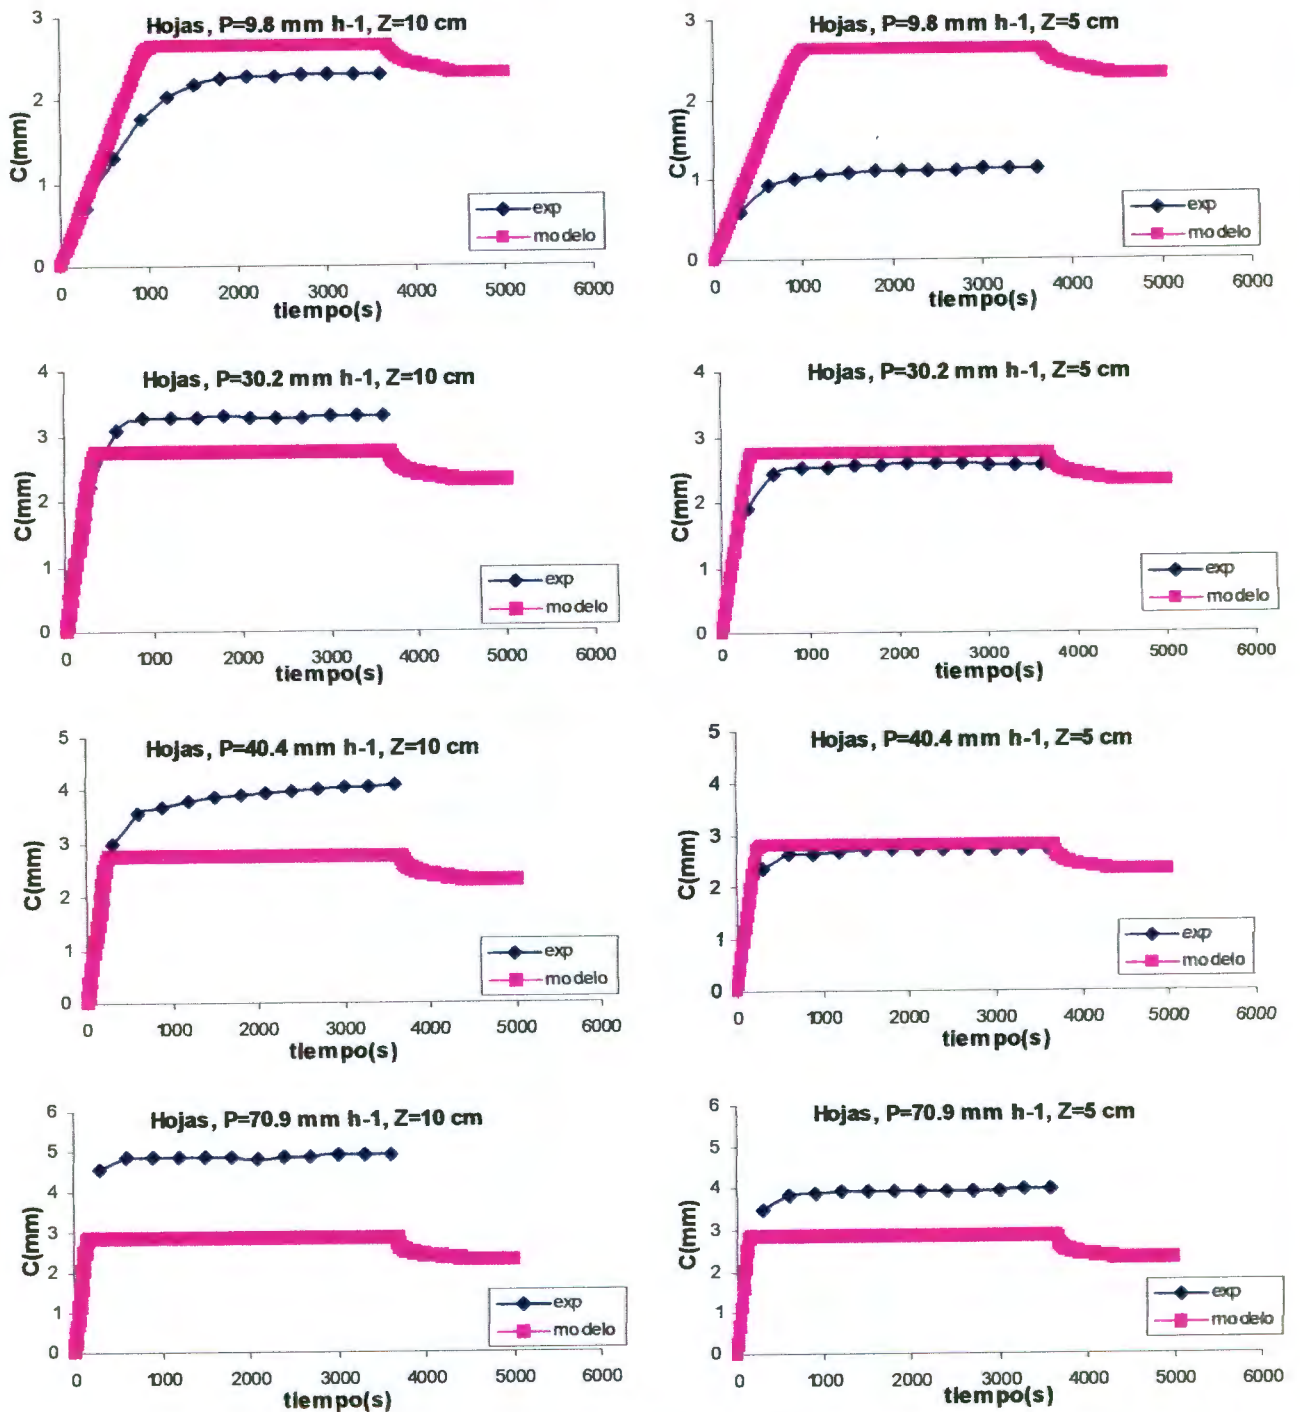 Hojas, P=9.8 mm h-1, Z=10 cm
3
2
1
0
C(mm)
exp
modelo
0 1000 2000 3000 4000 5000 6000
tiempo(s)
Hojas, P=9.8 mm h-1, Z=5 cm
3
2
1
0
C(mm)
exp
modelo
0 1000 2000 3000 4000 5000 6000
tiempo(s)
Hojas, P=30.2 mm h-1, Z=10 cm
4
3
2
1
0
C(mm)
exp
modelo
0 1000 2000 3000 4000 5000 6000
tiempo(s)
Hojas, P=30.2 mm h-1, Z=5 cm
4
3
2
1
0
C(mm)
exp
modelo
0 1000 2000 3000 4000 5000 6000
tiempo(s)
Hojas, P=40.4 mm h-1, Z=10 cm
5
4
3
2
1
0
C(mm)
exp
modelo
0 1000 2000 3000 4000 5000 6000
tiempo(s)
Hojas, P=40.4 mm h-1, Z=5 cm
5
4
3
2
1
0
C(mm)
exp
modelo
0 1000 2000 3000 4000 5000 6000
tiempo(s)
Hojas, P=70.9 mm h-1, Z=10 cm
6
5
4
3
2
1
0
C(mm)
exp
modelo
0 1000 2000 3000 4000 5000 6000
tiempo(s)
Hojas, P=70.9 mm h-1, Z=5 cm
6
5
4
3
2
1
0
C(mm)
exp
modelo
0 1000 2000 3000 4000 5000 6000
tiempo(s)